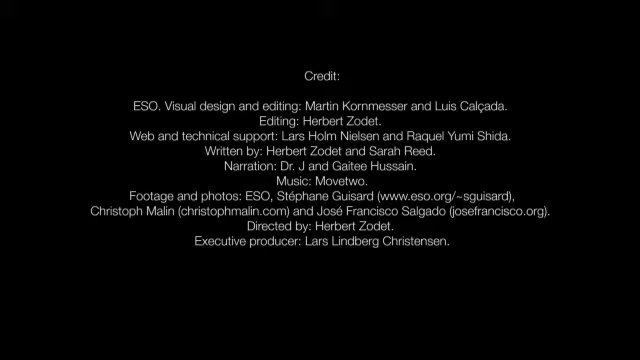 Credit:
ESO. Visual design and editing: Martin Kornmesser and Luis Calçada.
Editing: Herbert Zodet.
Web and technical support: Lars Holm Nielsen and Raquel Yumi Shida.
Written by: Herbert Zodet and Sarah Reed.
Narration: Dr. J and Gaitee Hussain.
Music: Movetwo.
Footage and photos: ESO, Stéphane Guisard (www.eso.org/~sguisard),
Christoph Malin (christophmalin.com) and José Francisco Salgado (josefrancisco.org).
Directed by: Herbert Zodet.
Executive producer: Lars Lindberg Christensen.